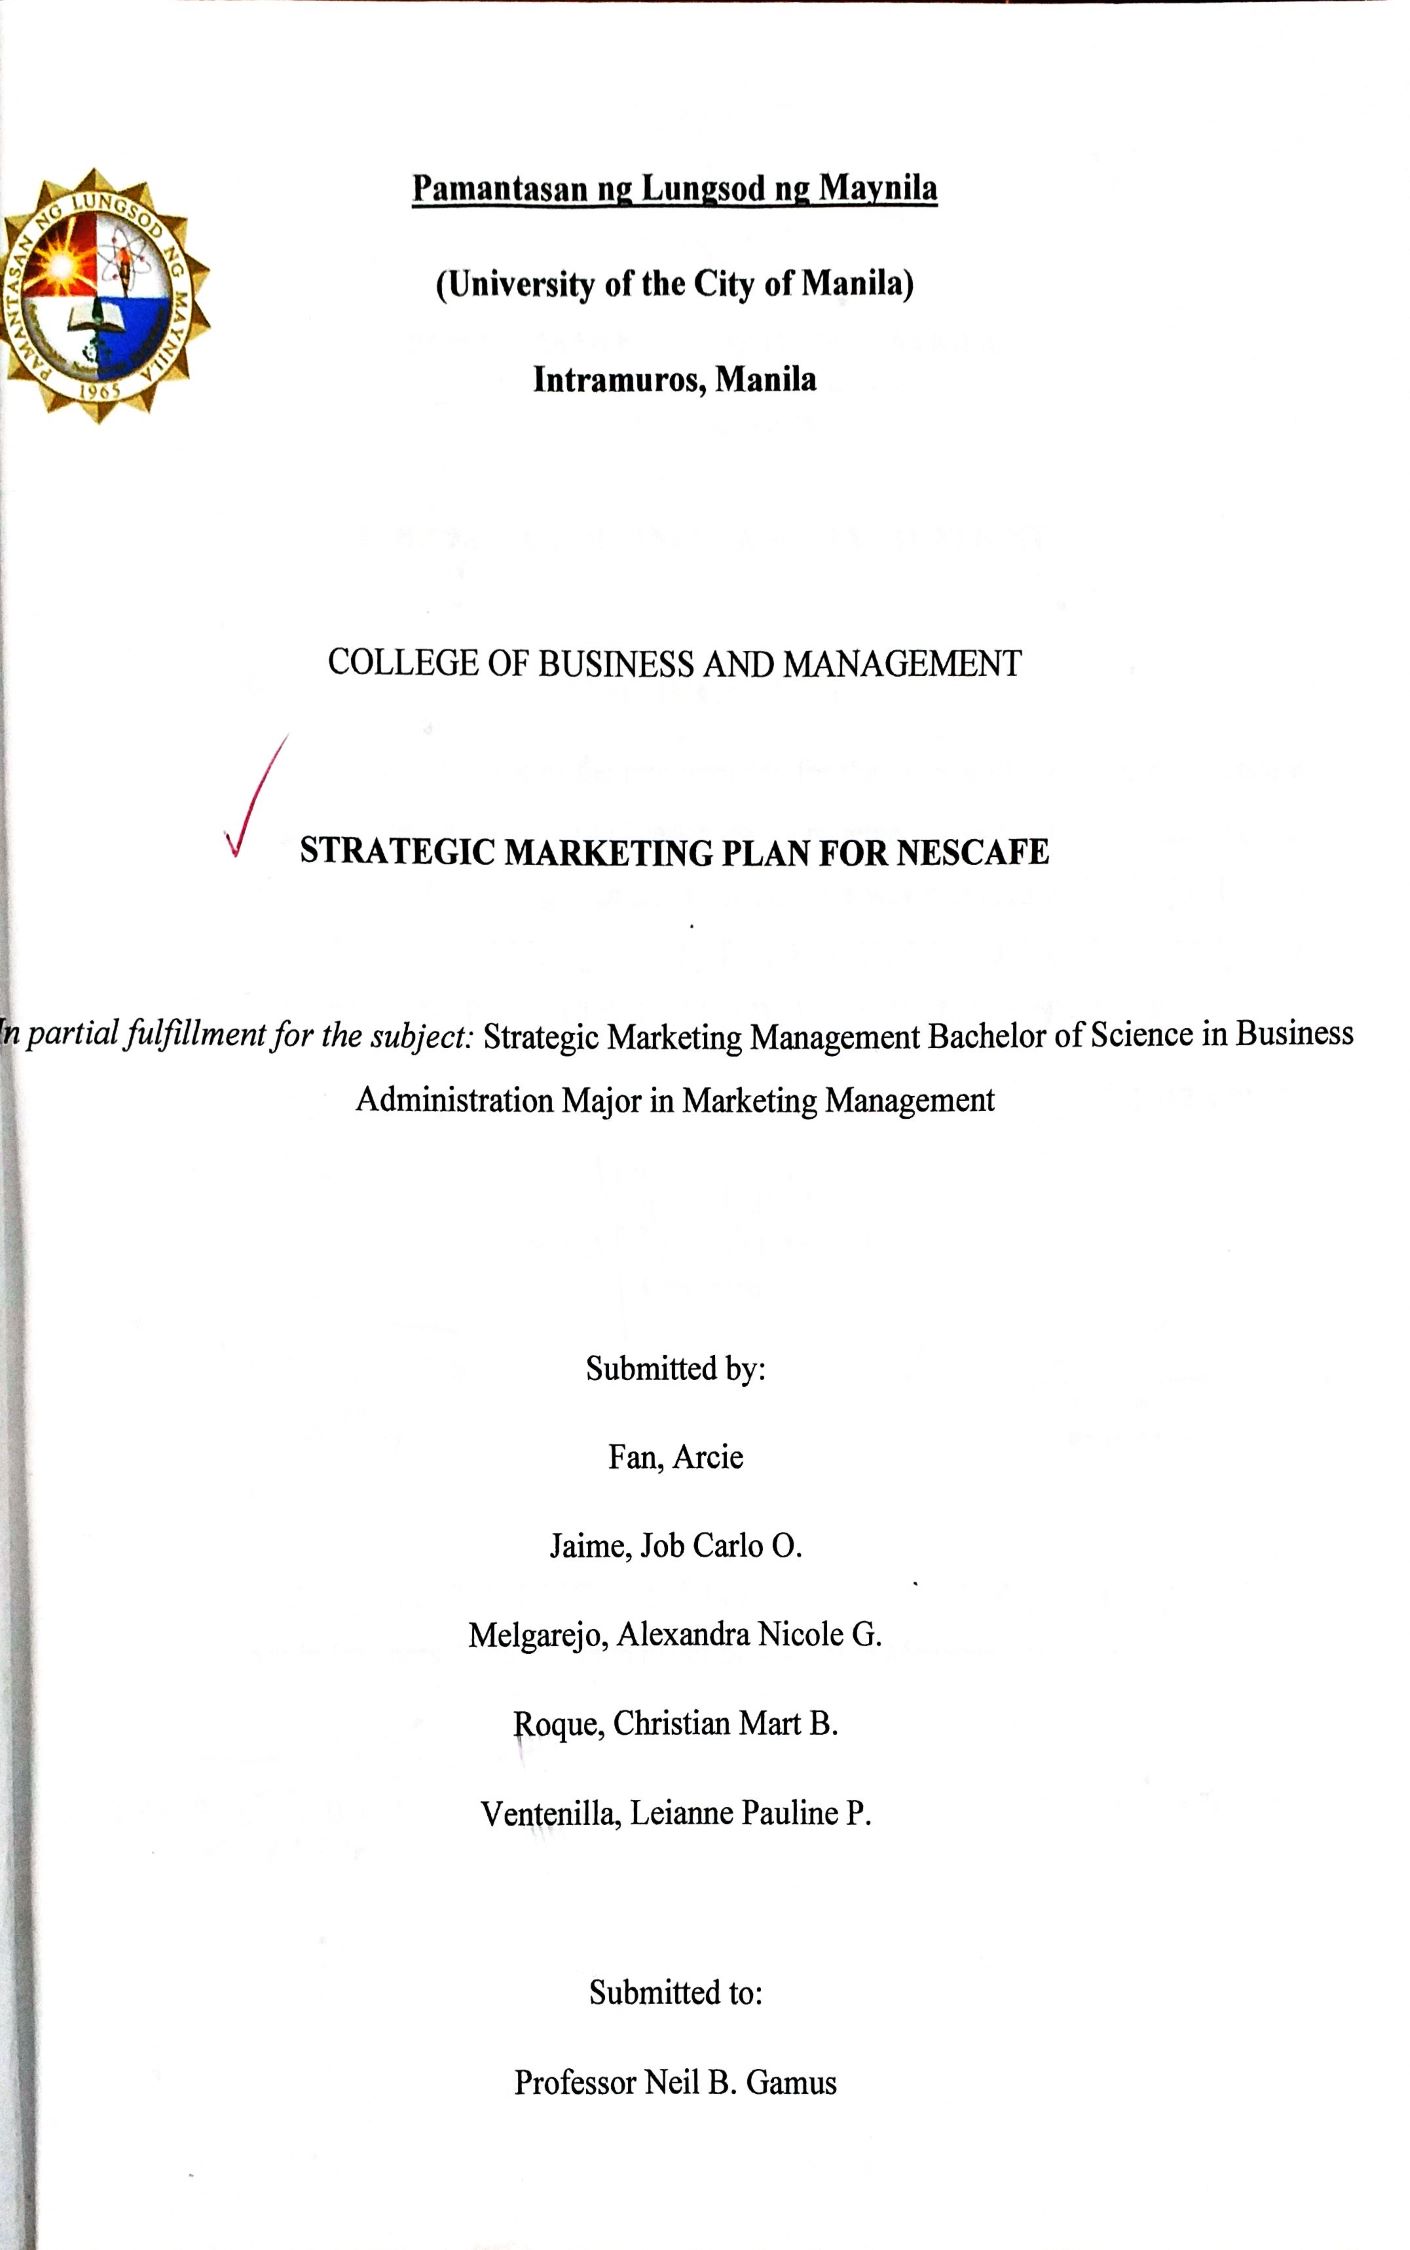 Pamantasan ng Lungsod ng Maynila
(University of the City of Manila)
Intramuros, Manila
PAMANTASAN NG LUNGSOD NG MAYNILA
1965
COLLEGE OF BUSINESS AND MANAGEMENT
STRATEGIC MARKETING PLAN FOR NESCAFE
In partial fulfillment for the subject: Strategic Marketing Management Bachelor of Science in Business
Administration Major in Marketing Management
Submitted by:
Fan, Arcie
Jaime, Job Carlo O.
Melgarejo, Alexandra Nicole G.
Roque, Christian Mart B.
Ventenilla, Leianne Pauline P.
Submitted to:
Professor Neil B. Gamus